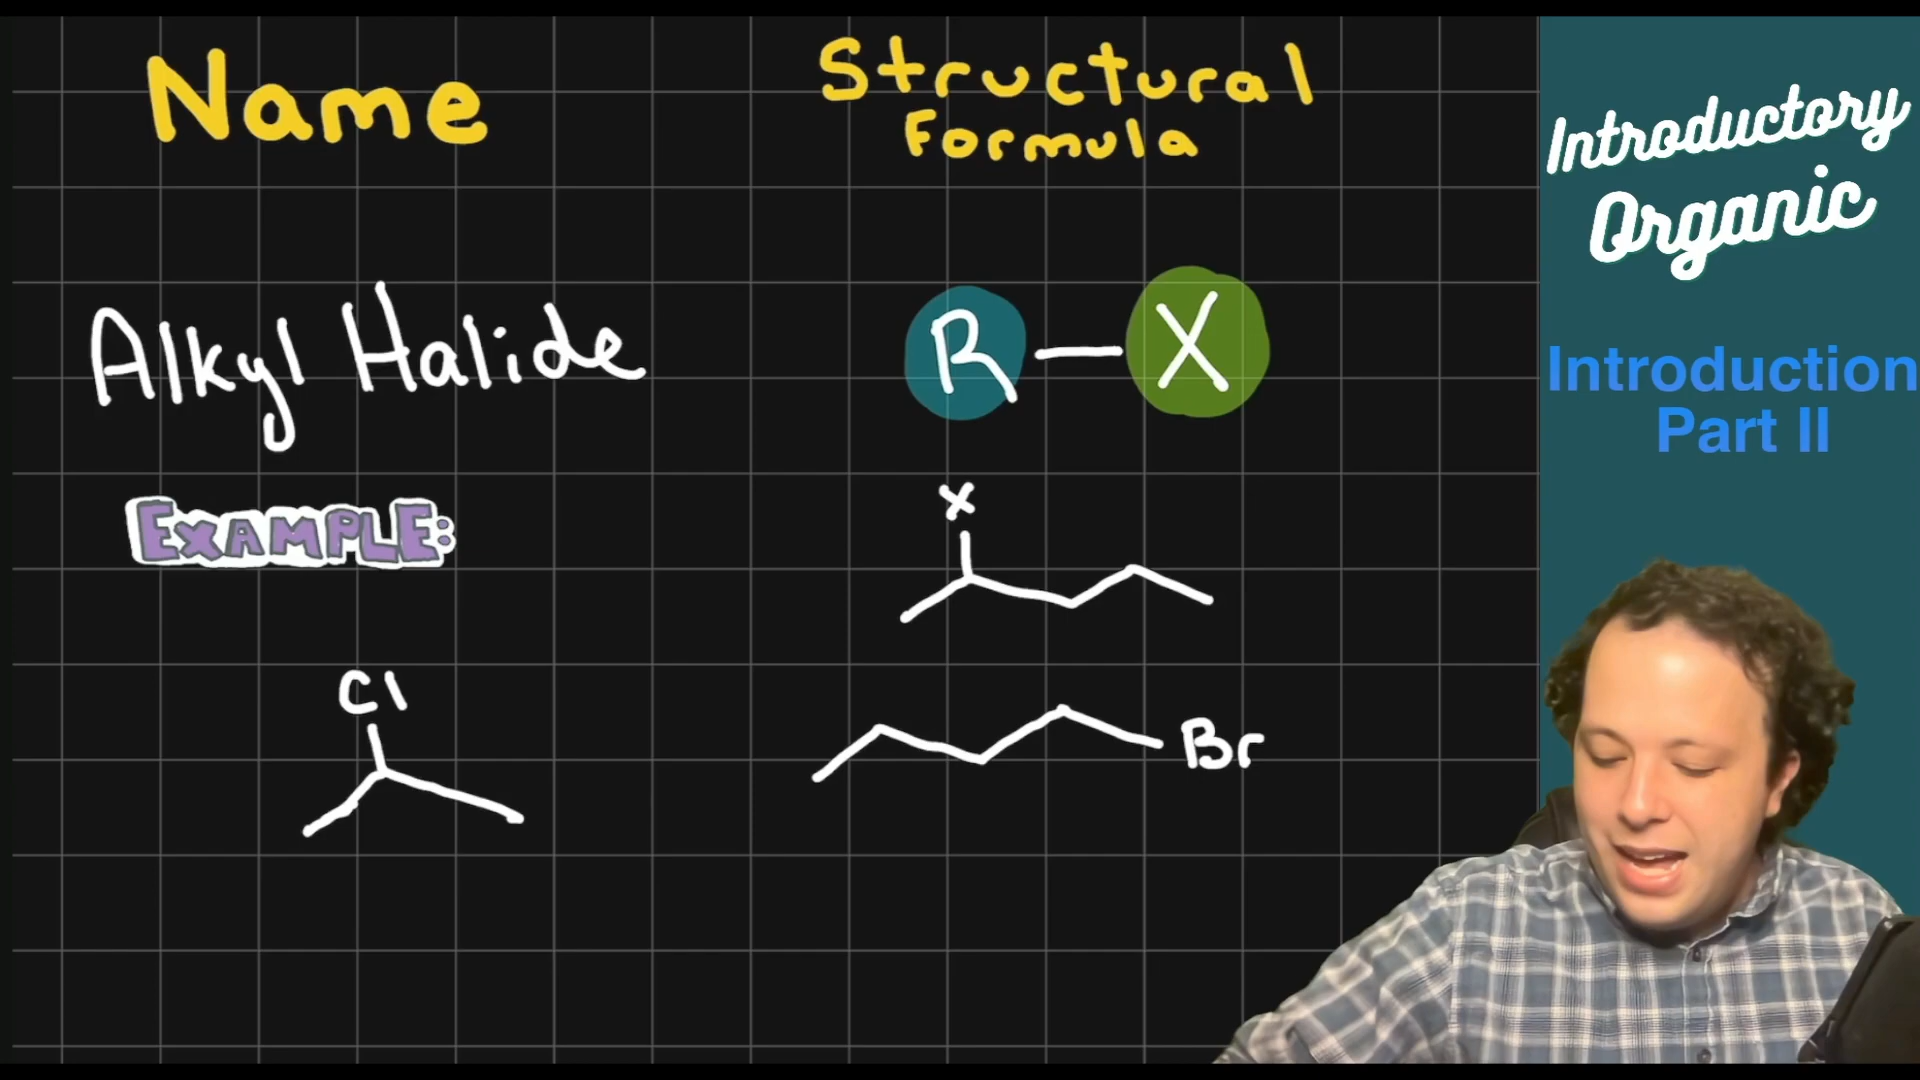 Name
Structural
Formula
Alkyl Halide
R — X
EXAMPLE:
X
Cl
Br
Introductory
Organic
Introduction
Part II